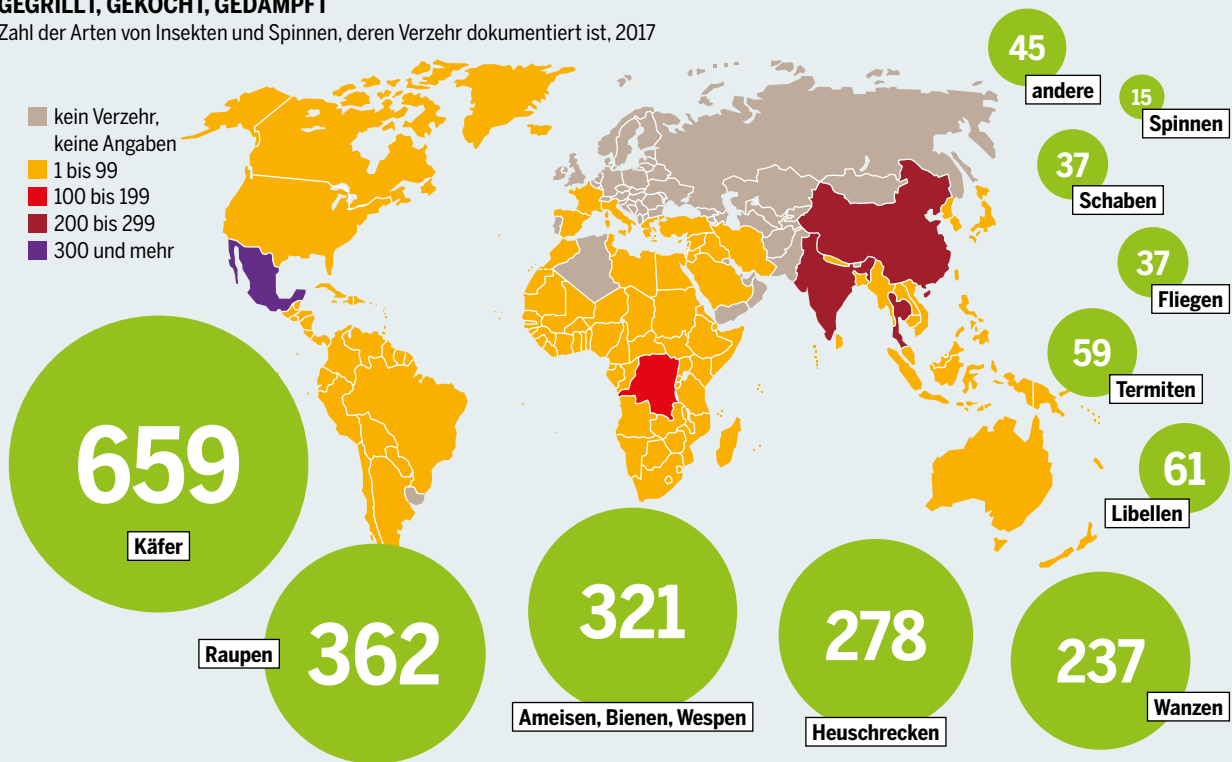 GEGRILLT, GEKOCHT, GEDÄMPFT
Zahl der Arten von Insekten und Spinnen, deren Verzehr dokumentiert ist, 2017
kein Verzehr,
keine Angaben
1 bis 99
100 bis 199
200 bis 299
300 und mehr
45
andere
15
Spinnen
37
Schaben
37
Fliegen
59
Termiten
61
Libellen
659
Käfer
Raupen
362
321
Ameisen, Bienen, Wespen
278
Heuschrecken
237
Wanzen